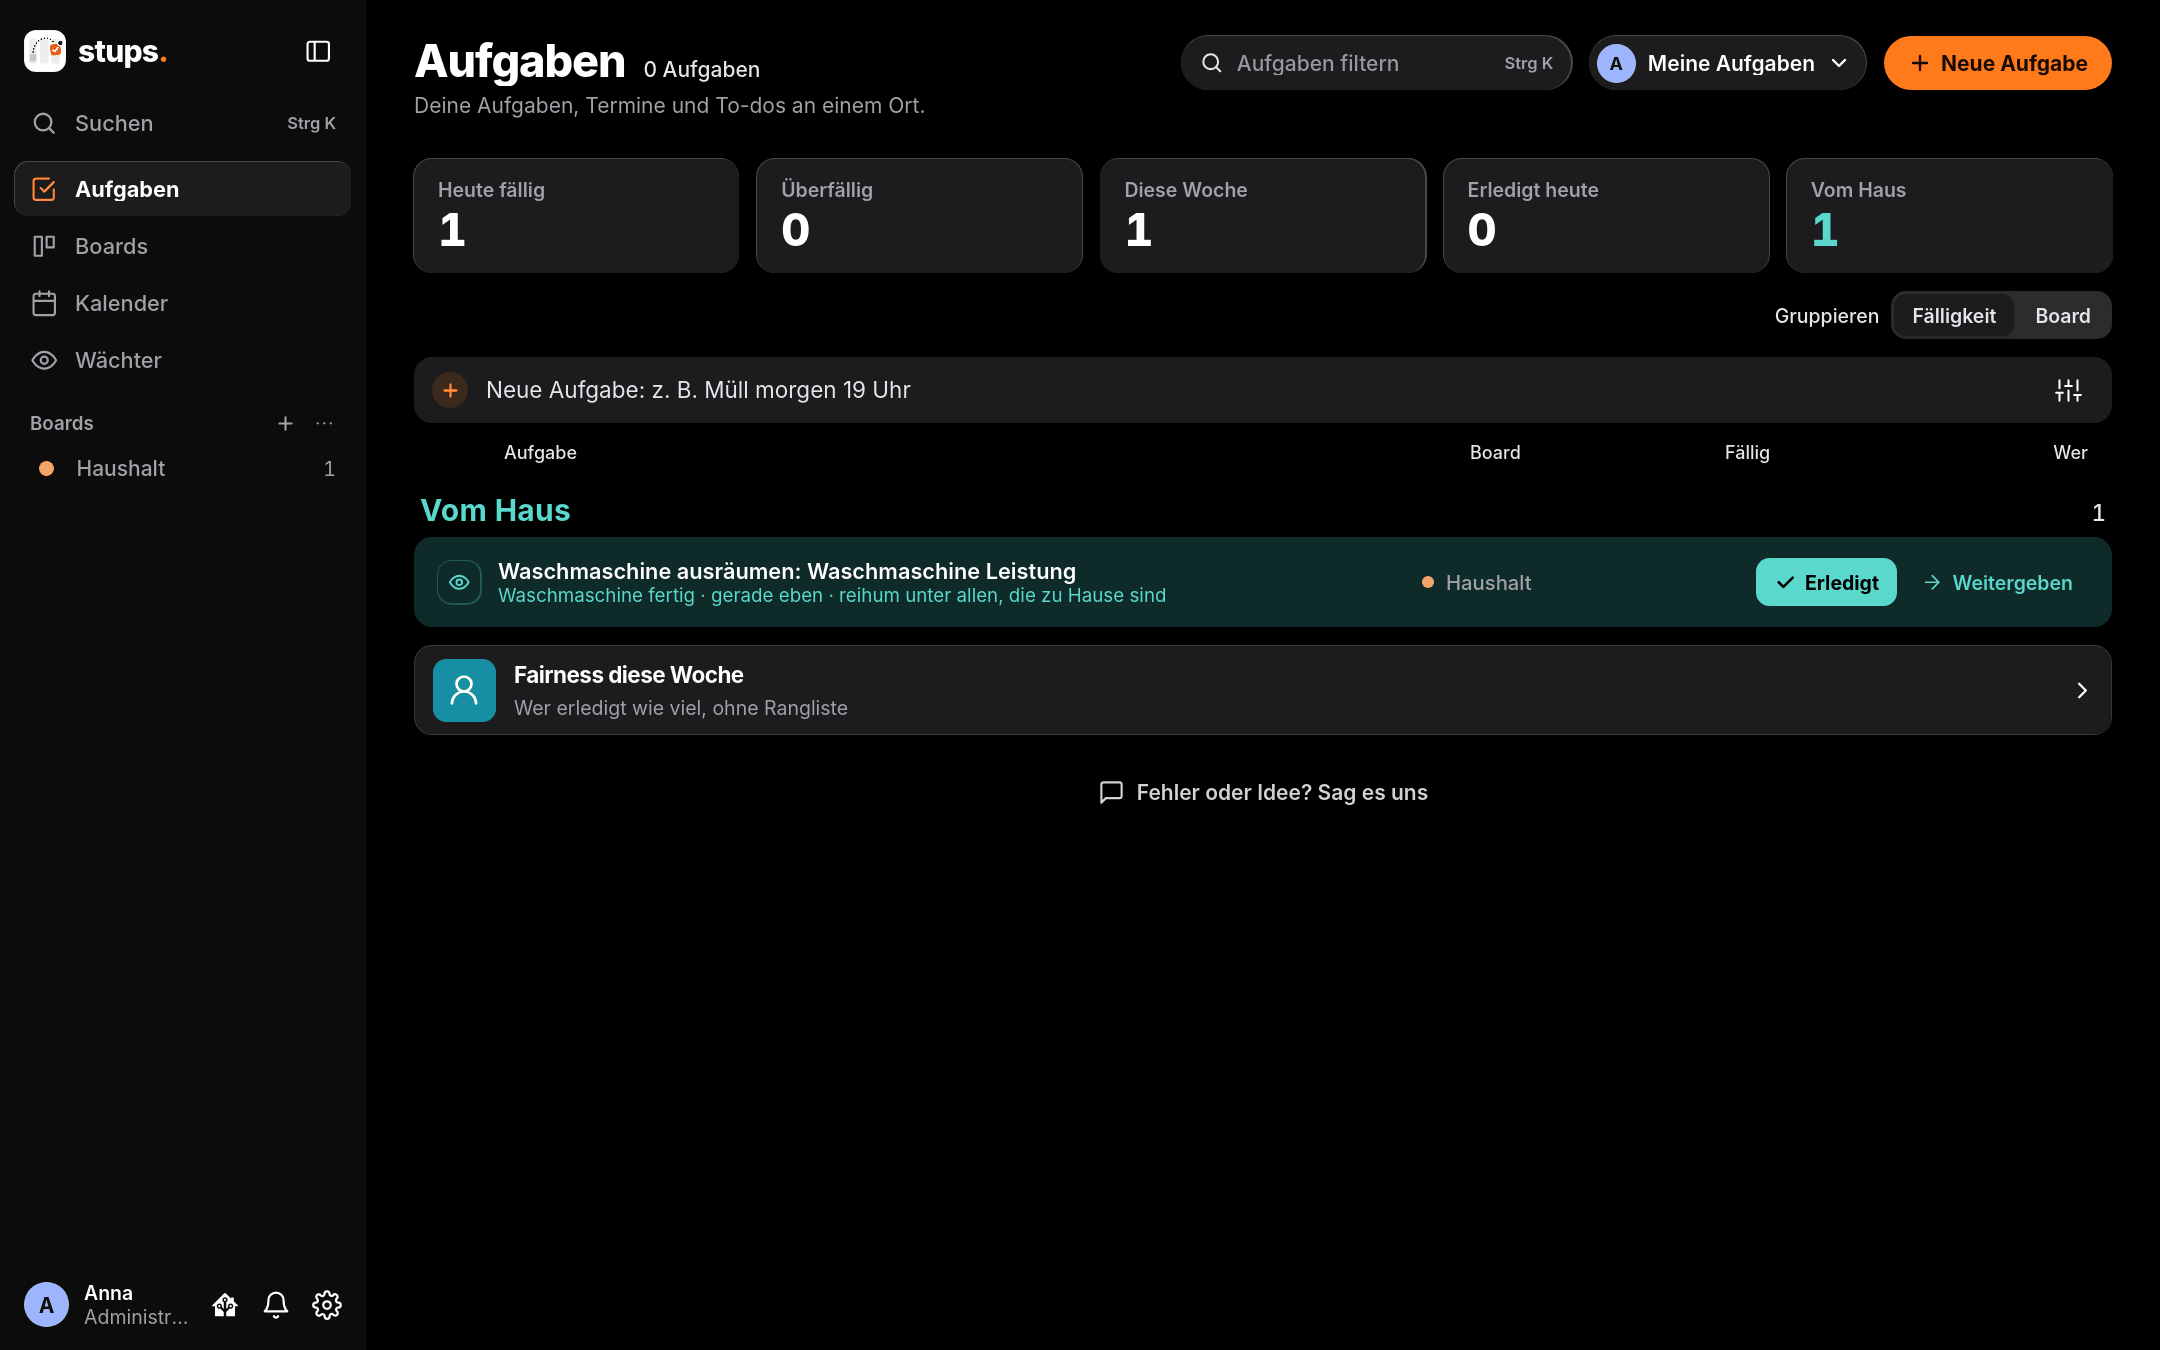 stups.
Suchen Strg K
Aufgaben
Boards
Kalender
Wächter
Boards
Haushalt 1
A Anna
Administr...
Aufgaben 0 Aufgaben
Deine Aufgaben, Termine und To-dos an einem Ort.
Aufgaben filtern Strg K
A Meine Aufgaben
Neue Aufgabe
Heute fällig
1
Überfällig
0
Diese Woche
1
Erledigt heute
0
Vom Haus
1
Gruppieren Fälligkeit Board
Neue Aufgabe: z. B. Müll morgen 19 Uhr
Aufgabe Board Fällig Wer
Vom Haus 1
Waschmaschine ausräumen: Waschmaschine Leistung
Waschmaschine fertig · gerade eben · reihum unter allen, die zu Hause sind
Haushalt
Erledigt
Weitergeben
Fairness diese Woche
Wer erledigt wie viel, ohne Rangliste
Fehler oder Idee? Sag es uns